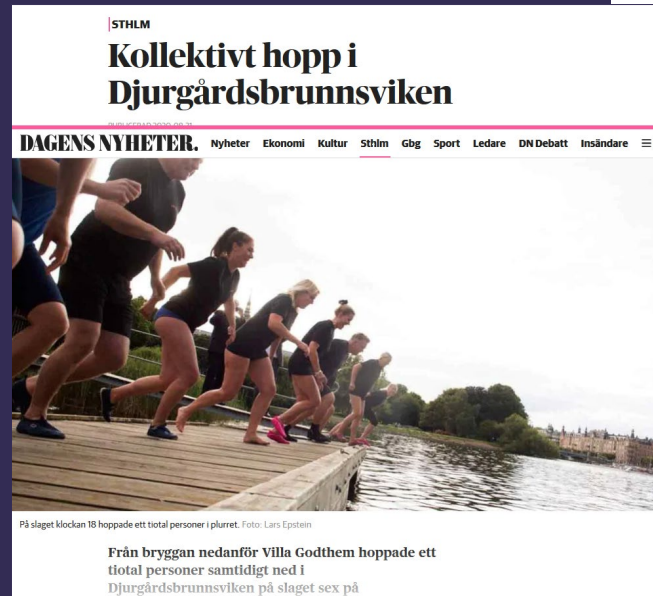 STHLM
Kollektivt hopp i
Djurgårdsbrunnsviken
DAGENS NYHETER. Nyheter Ekonomi Kultur Sthlm Gbg Sport Ledare DN Debatt Insändare
På slaget klockan 18 hoppade ett tiotal personer i plurret. Foto: Lars Epstein
Från bryggan nedanför Villa Godthem hoppade ett
tiotal personer samtidigt ned i
Djurgårdsbrunnsviken på slaget sex på